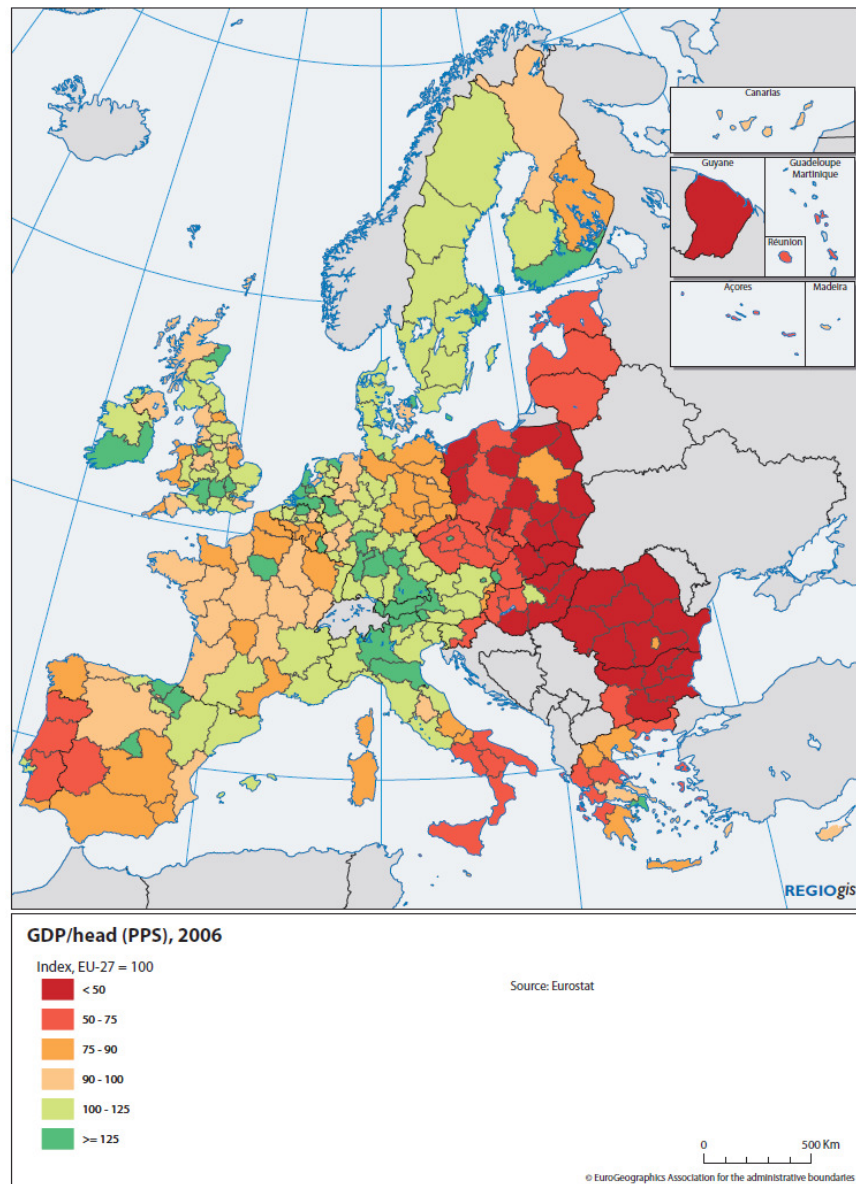 Canarias
Guyane
Guadeloupe
Martinique
Réunion
Açores
Madeira
REGIOgis
GDP/head (PPS), 2006
Index, EU-27 = 100
Source: Eurostat
< 50
50 - 75
75 - 90
90 - 100
100 - 125
>= 125
0 500 Km
© EuroGeographics Association for the administrative boundaries